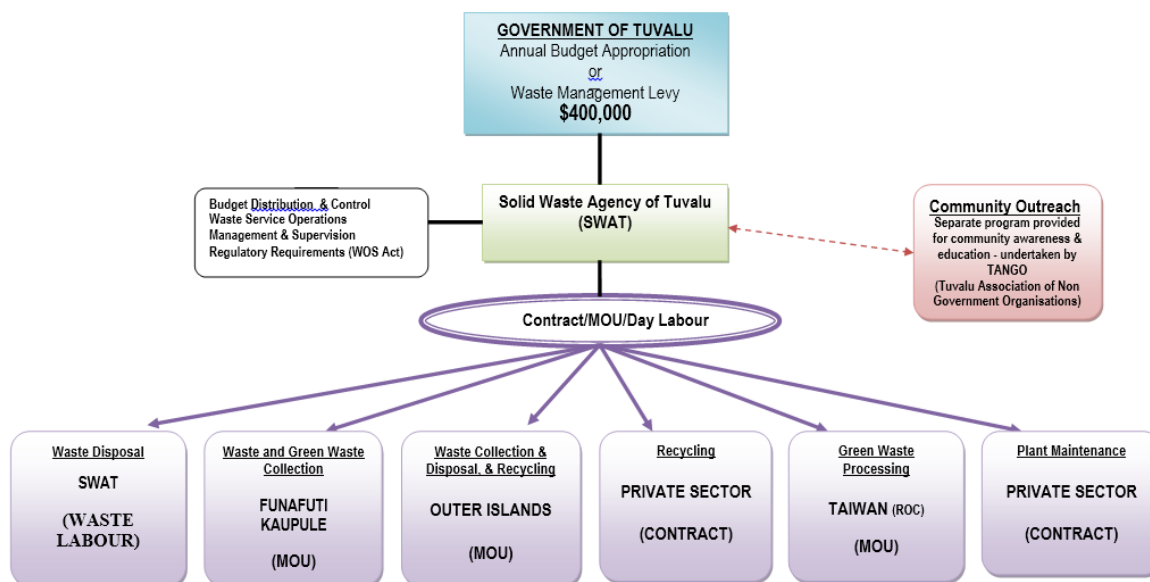 GOVERNMENT OF TUVALU
Annual Budget Appropriation
or
Waste Management Levy
$400,000
Budget Distribution & Control
Waste Service Operations
Management & Supervision
Regulatory Requirements (WOS Act)
Solid Waste Agency of Tuvalu
(SWAT)
Community Outreach
Separate program provided
for community awareness &
education - undertaken by
TANGO
(Tuvalu Association of Non
Government Organisations)
Contract/MOU/Day Labour
Waste Disposal
SWAT
(WASTE
LABOUR)
Waste and Green Waste
Collection
FUNAFUTI
KAUPULE
(MOU)
Waste Collection &
Disposal, & Recycling
OUTER ISLANDS
(MOU)
Recycling
PRIVATE SECTOR
(CONTRACT)
Green Waste
Processing
TAIWAN (ROC)
(MOU)
Plant Maintenance
PRIVATE SECTOR
(CONTRACT)